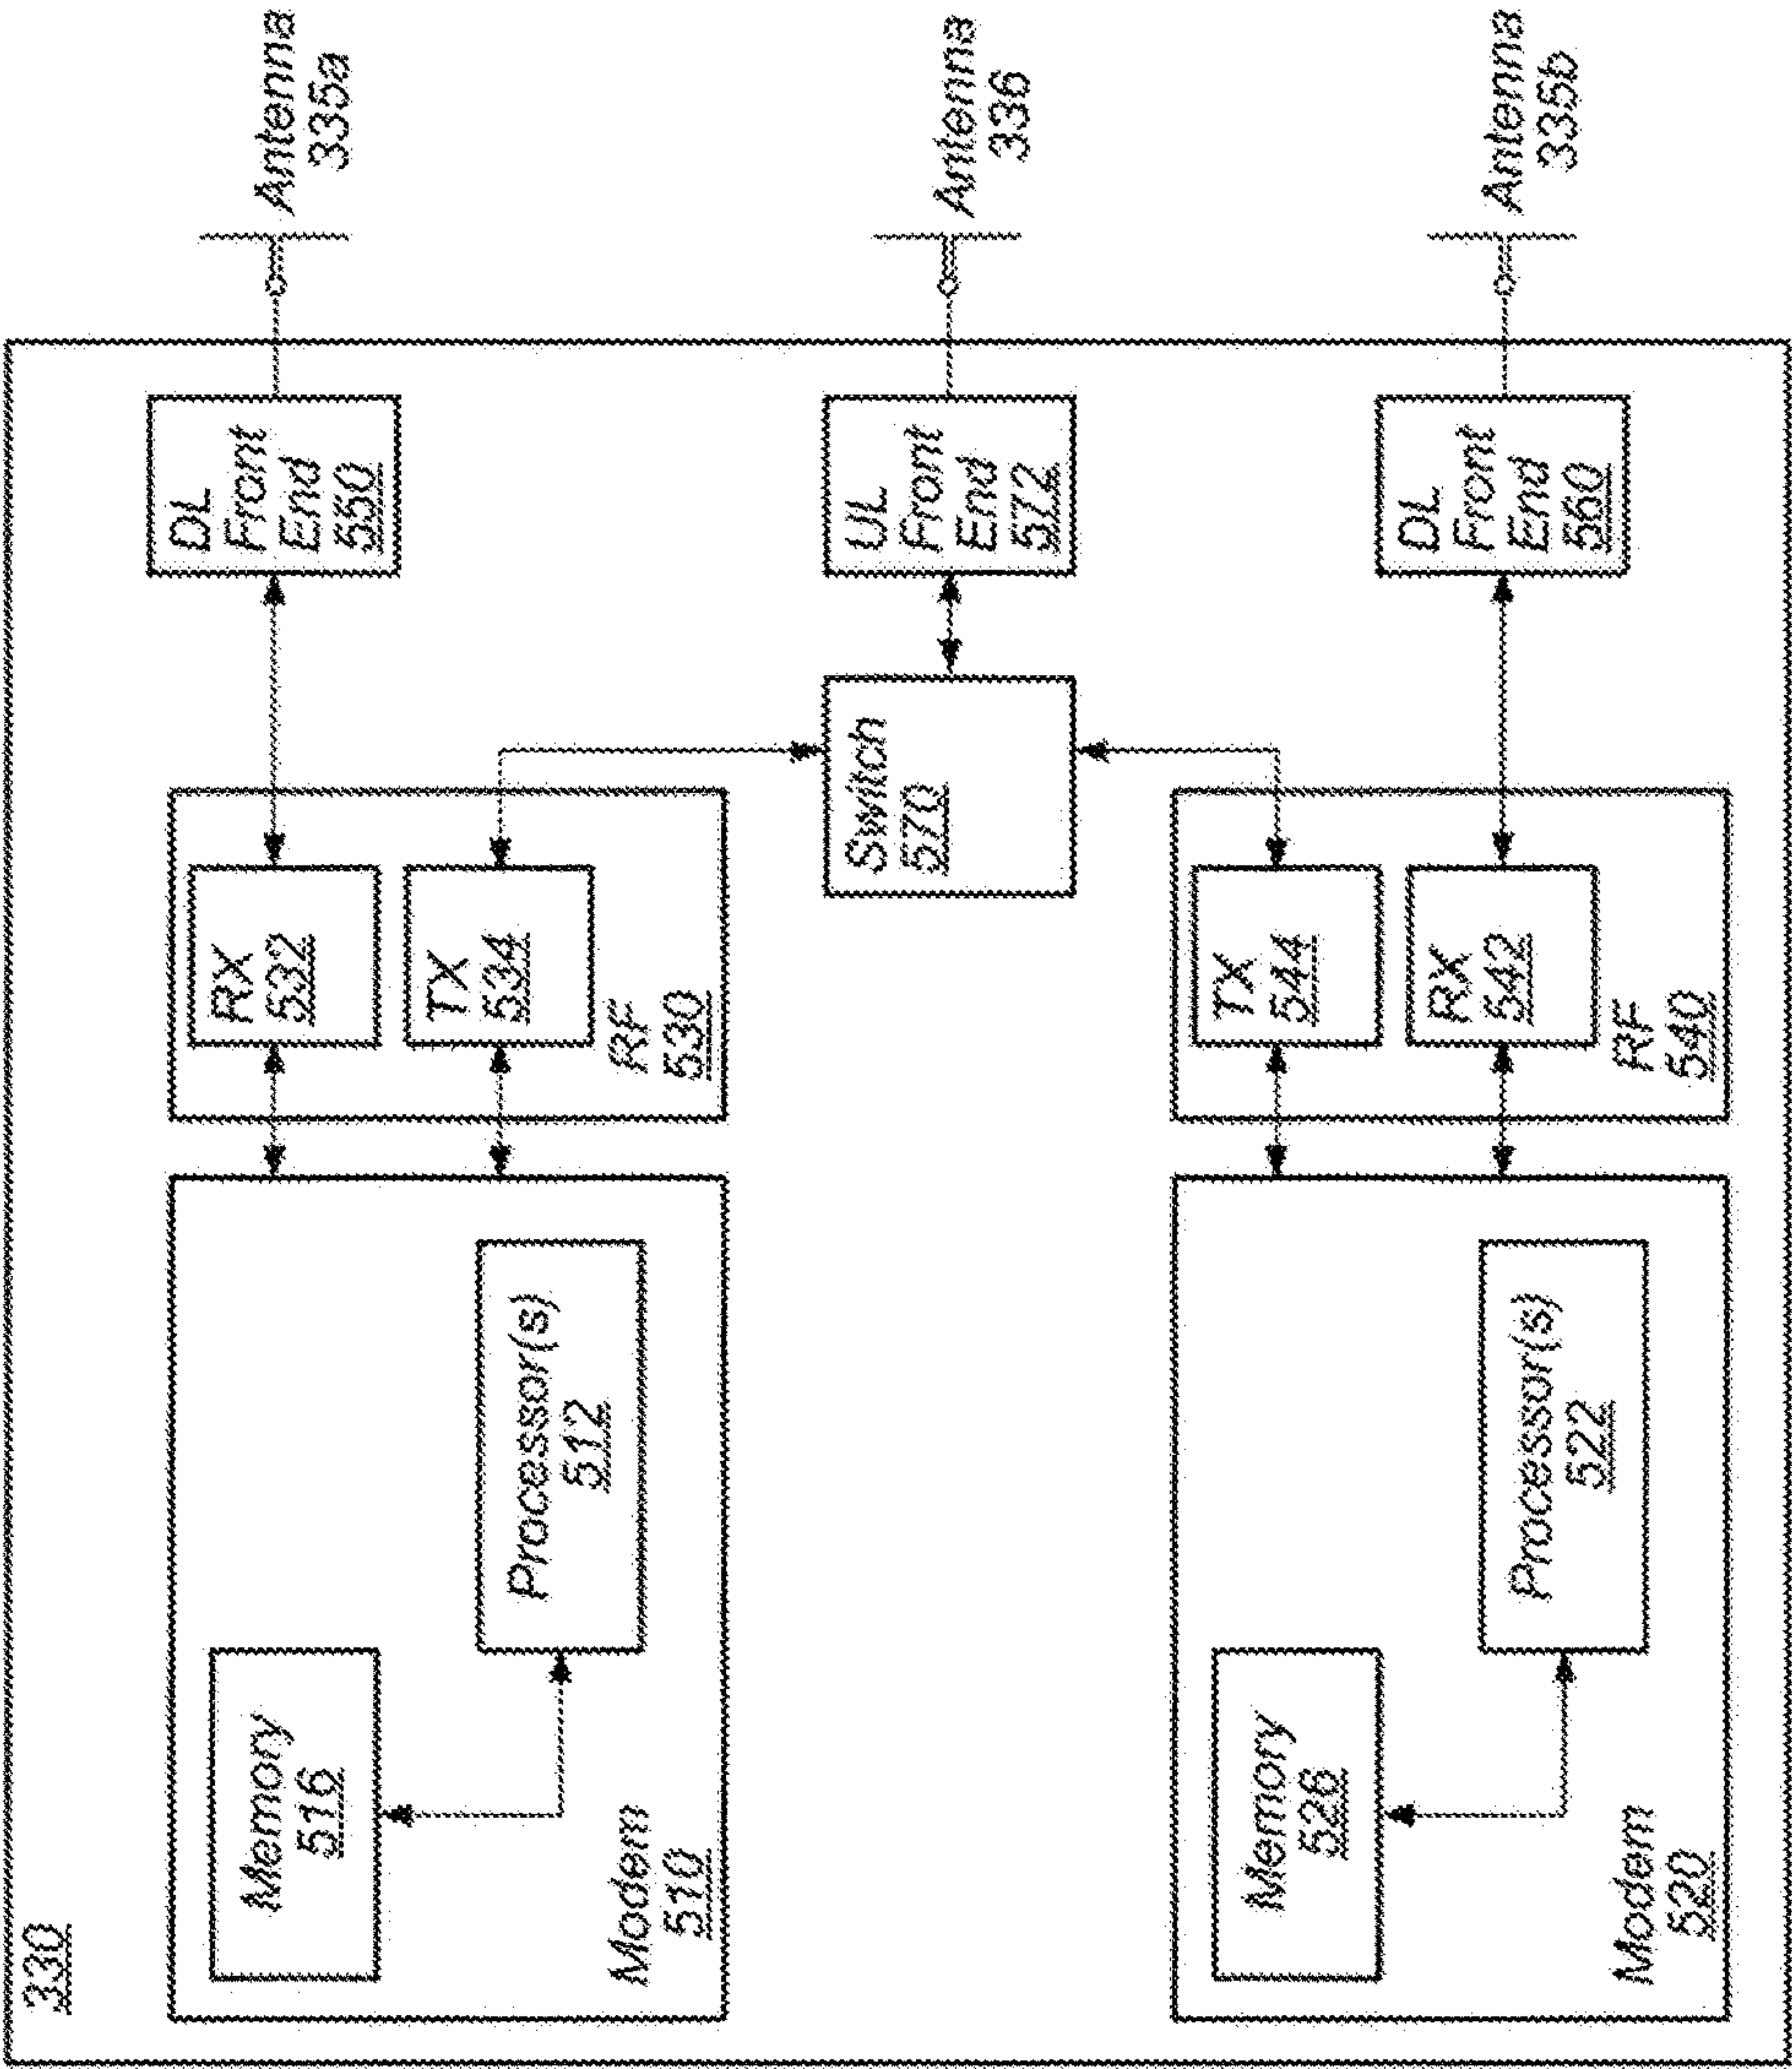 330
Memory
516
Processor(s)
512
Modem
510
RX
532
TX
534
RF
530
DL
Front
End
550
Antenna
335a
Switch
570
UL
Front
End
572
Antenna
336
Memory
526
Processor(s)
522
Modem
520
TX
544
RX
542
RF
540
DL
Front
End
560
Antenna
335b